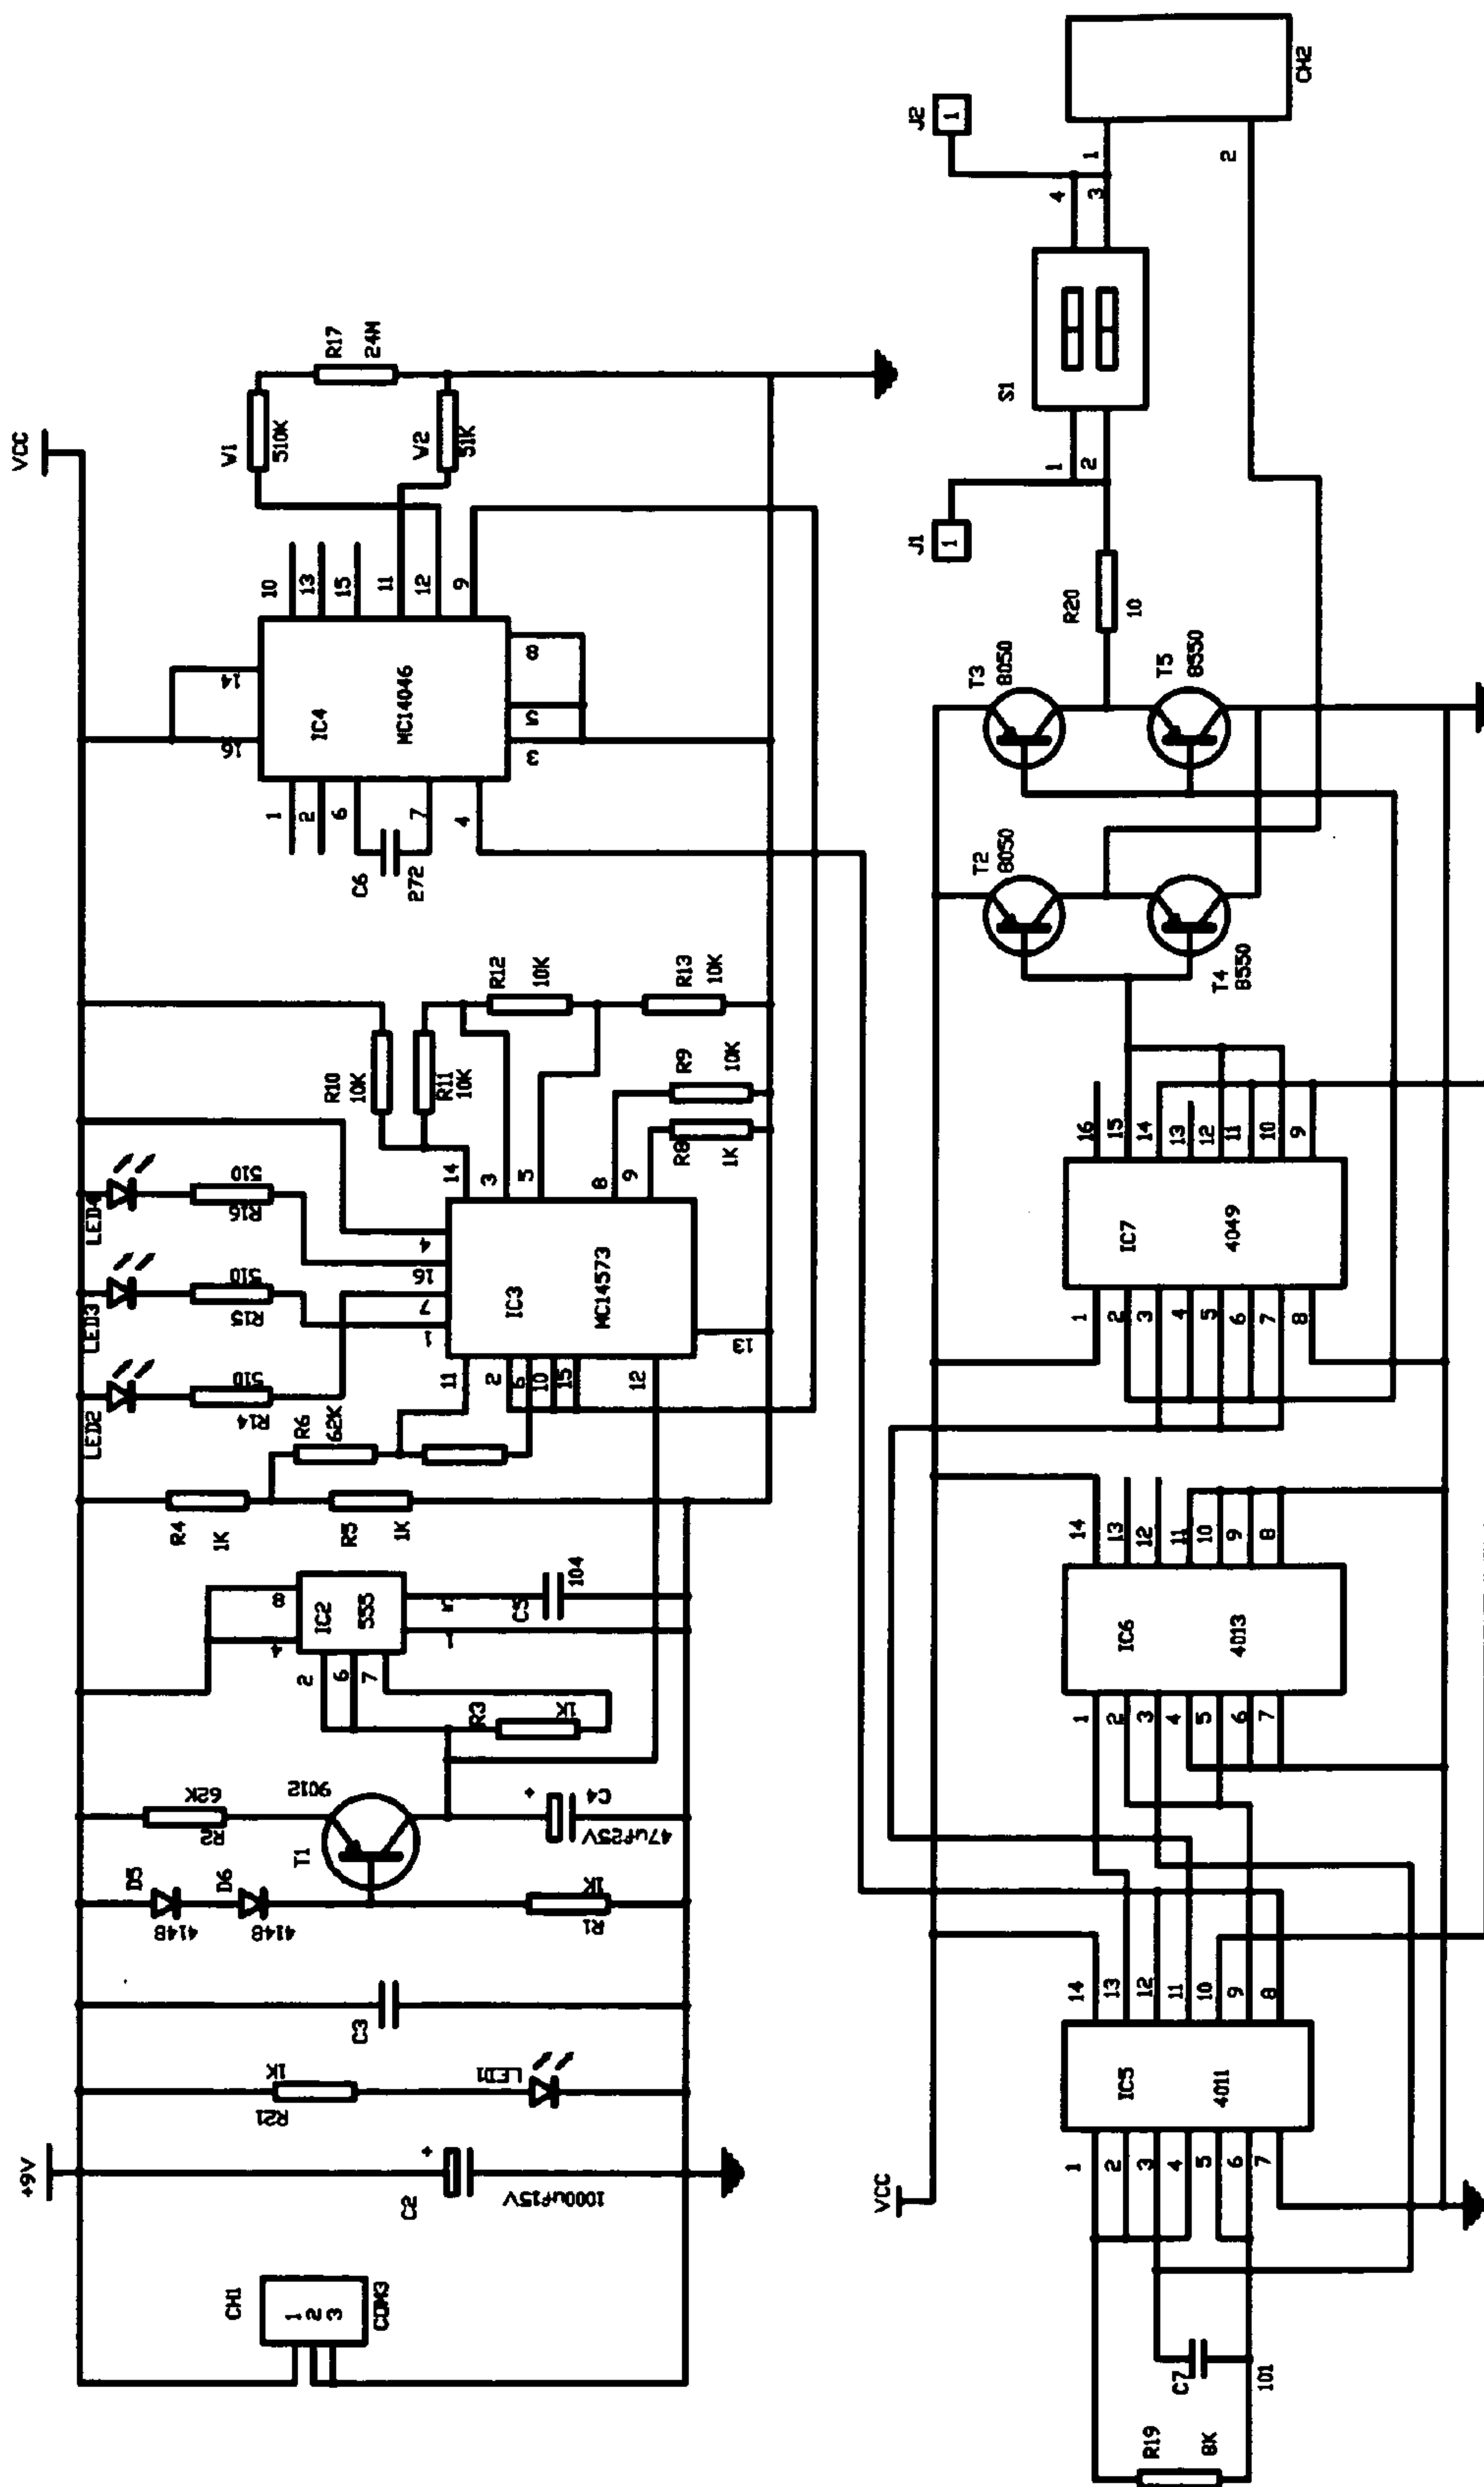 +9V
VCC
CH1
1
2
3
COM3
C2
+
1000uf15V
R21
1K
LED1
C3
D5
4148
D6
4148
R1
1K
R2
62K
T1
9012
+
C4
47uf25V
R3
1K
IC2
555
2
6
7
4
8
1
5
C5
104
R4
1K
R5
1K
R6
62K
LED2
R14
510
LED3
R15
510
LED4
R16
510
IC3
MC14573
11
2
6
10
15
12
1
7
16
4
13
14
3
5
8
9
R10
10K
R11
10K
R12
10K
R13
10K
R8
1K
R9
10K
IC4
MC14046
1
2
6
7
4
16
14
3
5
8
10
13
15
11
12
9
C6
272
W1
510K
W2
51K
R17
24M
VCC
R19
8K
C7
101
IC5
4011
1
2
3
4
5
6
7
14
13
12
11
10
9
8
IC6
4013
1
2
3
4
5
6
7
14
13
12
11
10
9
8
IC7
4049
1
2
3
4
5
6
7
8
16
15
14
13
12
11
10
9
T2
8050
T4
8550
T3
8050
T5
8550
R20
10
J1
1
S1
1
2
4
3
J2
1
CH2
1
2